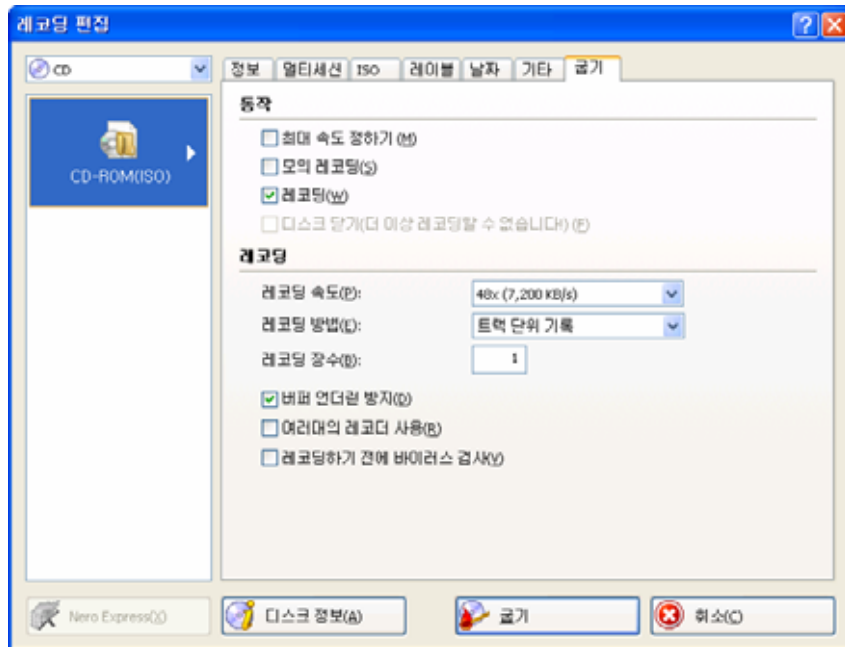 레코딩 편집
CD
정보 멀티세션 ISO 레이블 날짜 기타 굽기
CD-ROM(ISO)
동작
최대 속도 정하기 (M)
모의 레코딩(S)
레코딩(W)
디스크 닫기(더 이상 레코딩할 수 없습니다!) (F)
레코딩
레코딩 속도(P): 48x (7,200 KB/s)
레코딩 방법(E): 트랙 단위 기록
레코딩 장수(B): 1
버퍼 언더런 방지(D)
여러대의 레코더 사용(R)
레코딩하기 전에 바이러스 검사(V)
Nero Express(X) 디스크 정보(A) 굽기 취소(C)